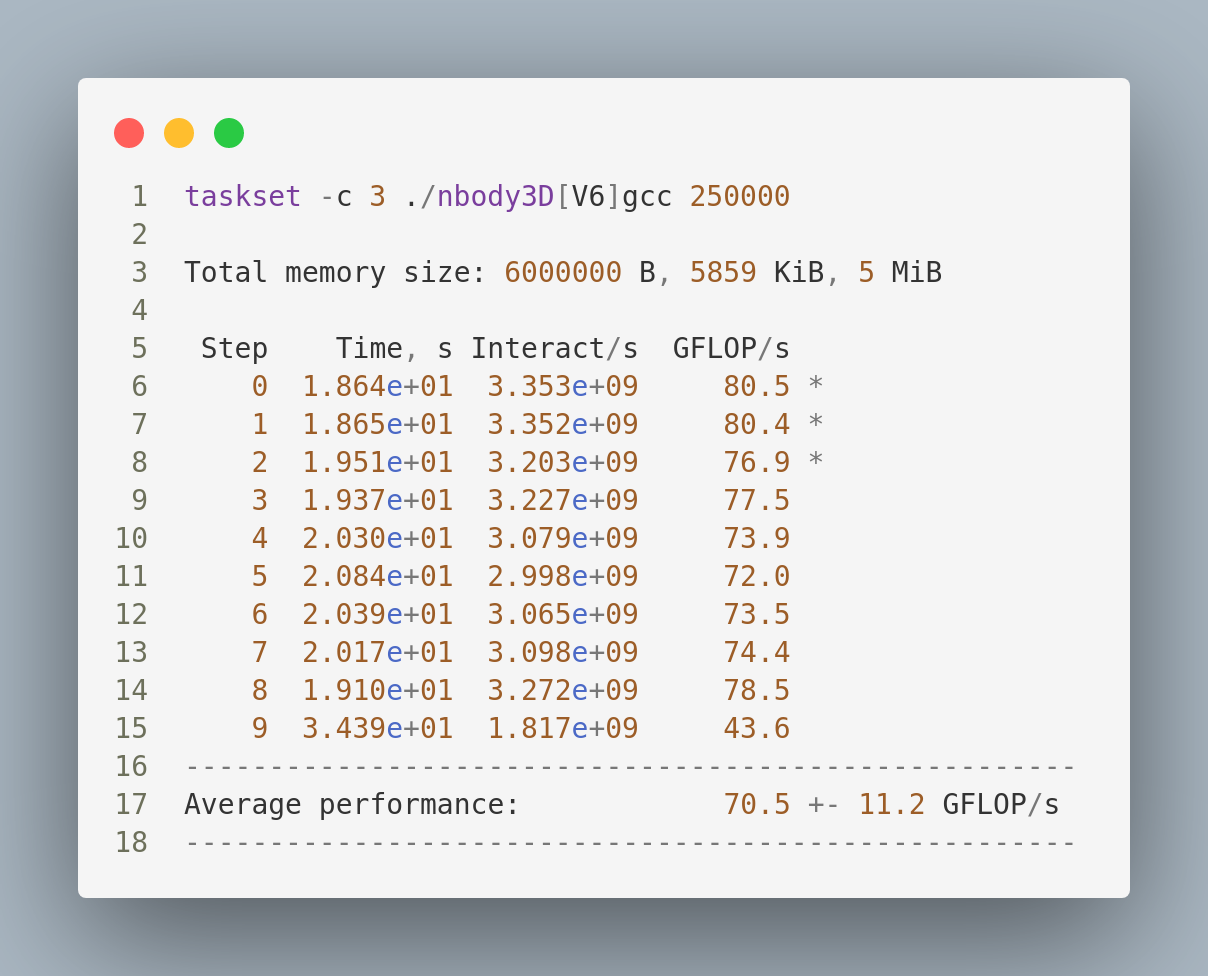 1 taskset -c 3 ./nbody3D[V6]gcc 250000
2
3 Total memory size: 6000000 B, 5859 KiB, 5 MiB
4
5 Step Time, s Interact/s GFLOP/s
6 0 1.864e+01 3.353e+09 80.5 *
7 1 1.865e+01 3.352e+09 80.4 *
8 2 1.951e+01 3.203e+09 76.9 *
9 3 1.937e+01 3.227e+09 77.5
10 4 2.030e+01 3.079e+09 73.9
11 5 2.084e+01 2.998e+09 72.0
12 6 2.039e+01 3.065e+09 73.5
13 7 2.017e+01 3.098e+09 74.4
14 8 1.910e+01 3.272e+09 78.5
15 9 3.439e+01 1.817e+09 43.6
16 -----------------------------------------------------
17 Average performance: 70.5 +- 11.2 GFLOP/s
18 -----------------------------------------------------